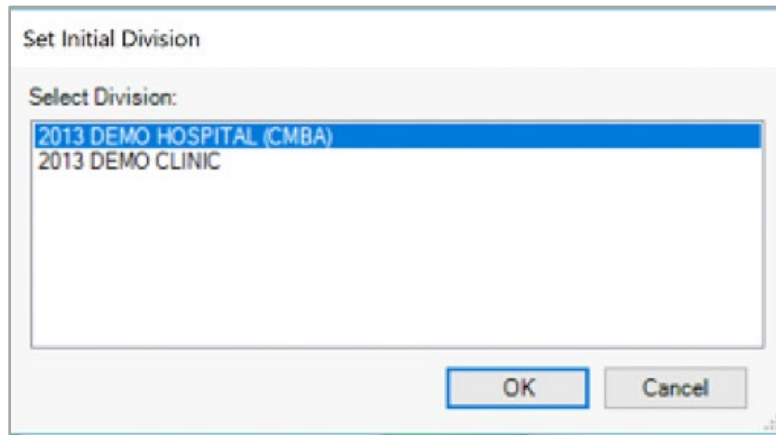 Set Initial Division
Select Division:
2013 DEMO HOSPITAL (CMBA)
2013 DEMO CLINIC
OK
Cancel